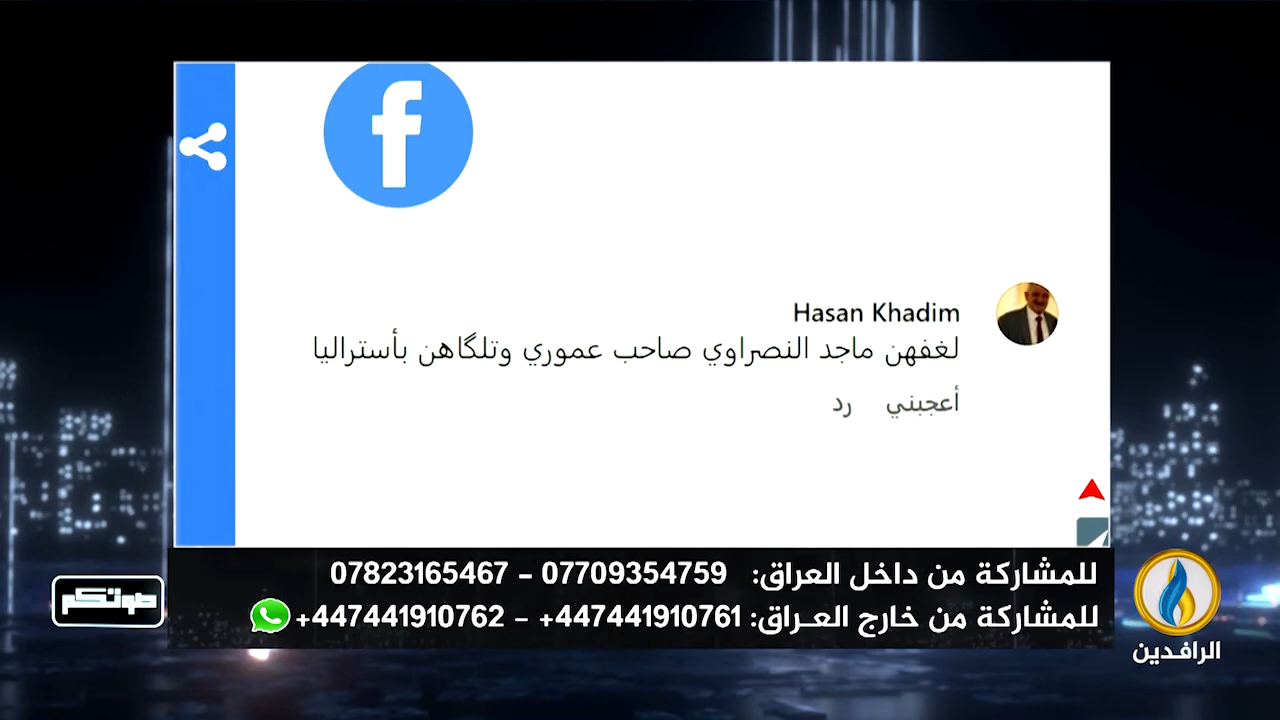 f
Hasan Khadim
لغفهن ماجد النصراوي صاحب عموري وتلگاهن بأستراليا
أعجبني رد
للمشاركة من داخل العراق: 07709354759 - 07823165467
للمشاركة من خارج العـراق: 447441910761+ - 447441910762+
صوتكم
الرافـدين